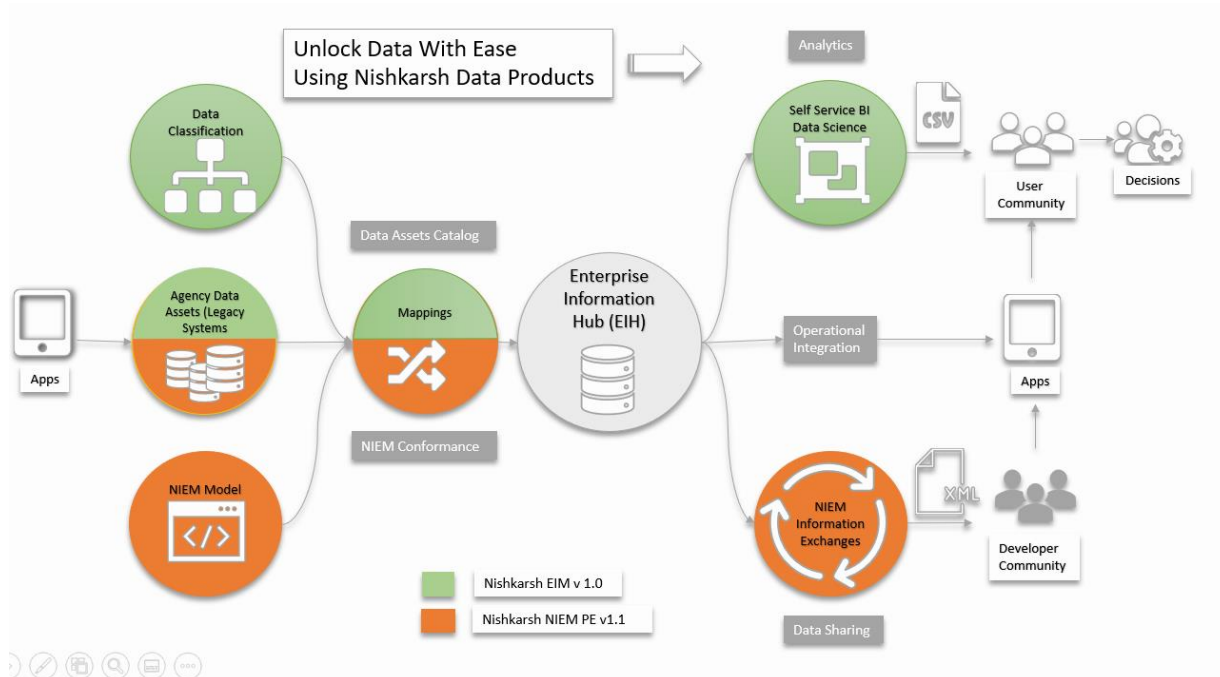 Unlock Data With Ease
Using Nishkarsh Data Products
Analytics
Data
Classification
Self Service BI
Data Science
CSV
User
Community
Decisions
Data Assets Catalog
Agency Data
Assets (Legacy
Systems
Mappings
Enterprise
Information
Hub (EIH)
Operational
Integration
Apps
Apps
NIEM Conformance
NIEM Model
</>
NIEM
Information
Exchanges
XML
Developer
Community
Nishkarsh EIM v 1.0
Nishkarsh NIEM PE v1.1
Data Sharing